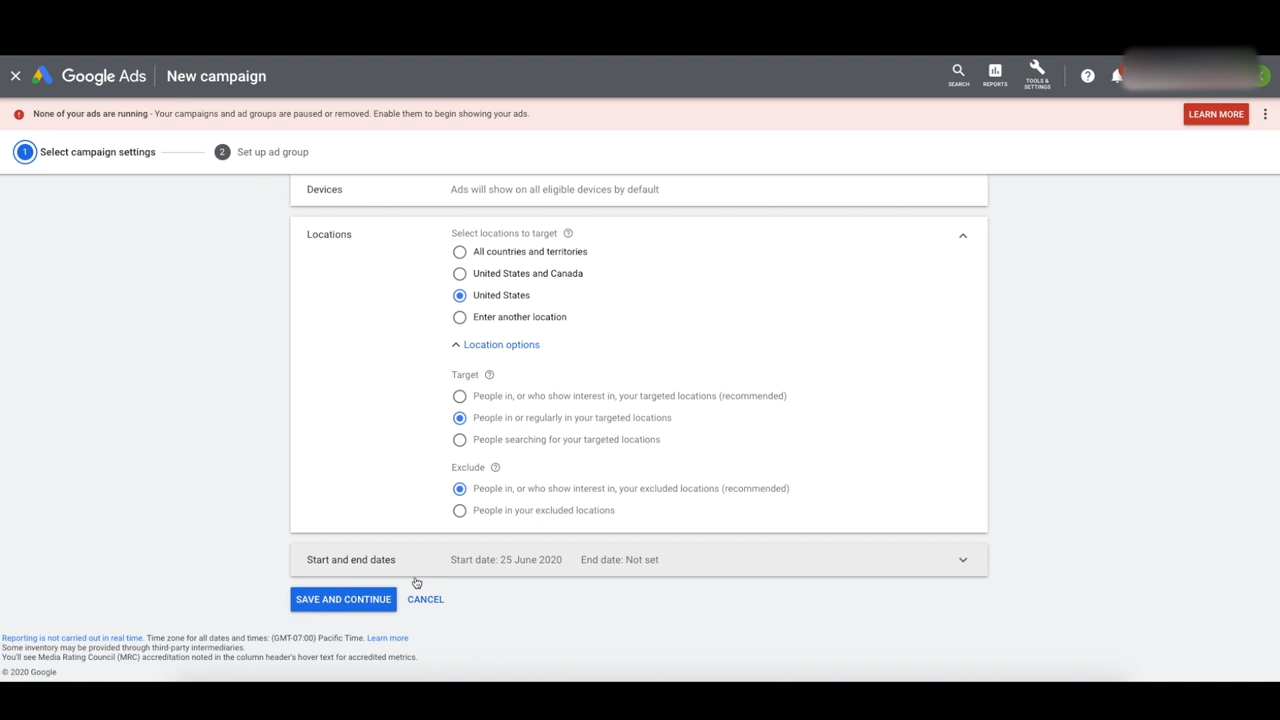 Google Ads New campaign
SEARCH
REPORTS
TOOLS &
SETTINGS
None of your ads are running - Your campaigns and ad groups are paused or removed. Enable them to begin showing your ads.
LEARN MORE
1 Select campaign settings
2 Set up ad group
Devices Ads will show on all eligible devices by default
Locations
Select locations to target
All countries and territories
United States and Canada
United States
Enter another location
Location options
Target
People in, or who show interest in, your targeted locations (recommended)
People in or regularly in your targeted locations
People searching for your targeted locations
Exclude
People in, or who show interest in, your excluded locations (recommended)
People in your excluded locations
Start and end dates Start date: 25 June 2020 End date: Not set
SAVE AND CONTINUE CANCEL
Reporting is not carried out in real time. Time zone for all dates and times: (GMT-07:00) Pacific Time. Learn more
Some inventory may be provided through third-party intermediaries.
You'll see Media Rating Council (MRC) accreditation noted in the column header's hover text for accredited metrics.
© 2020 Google